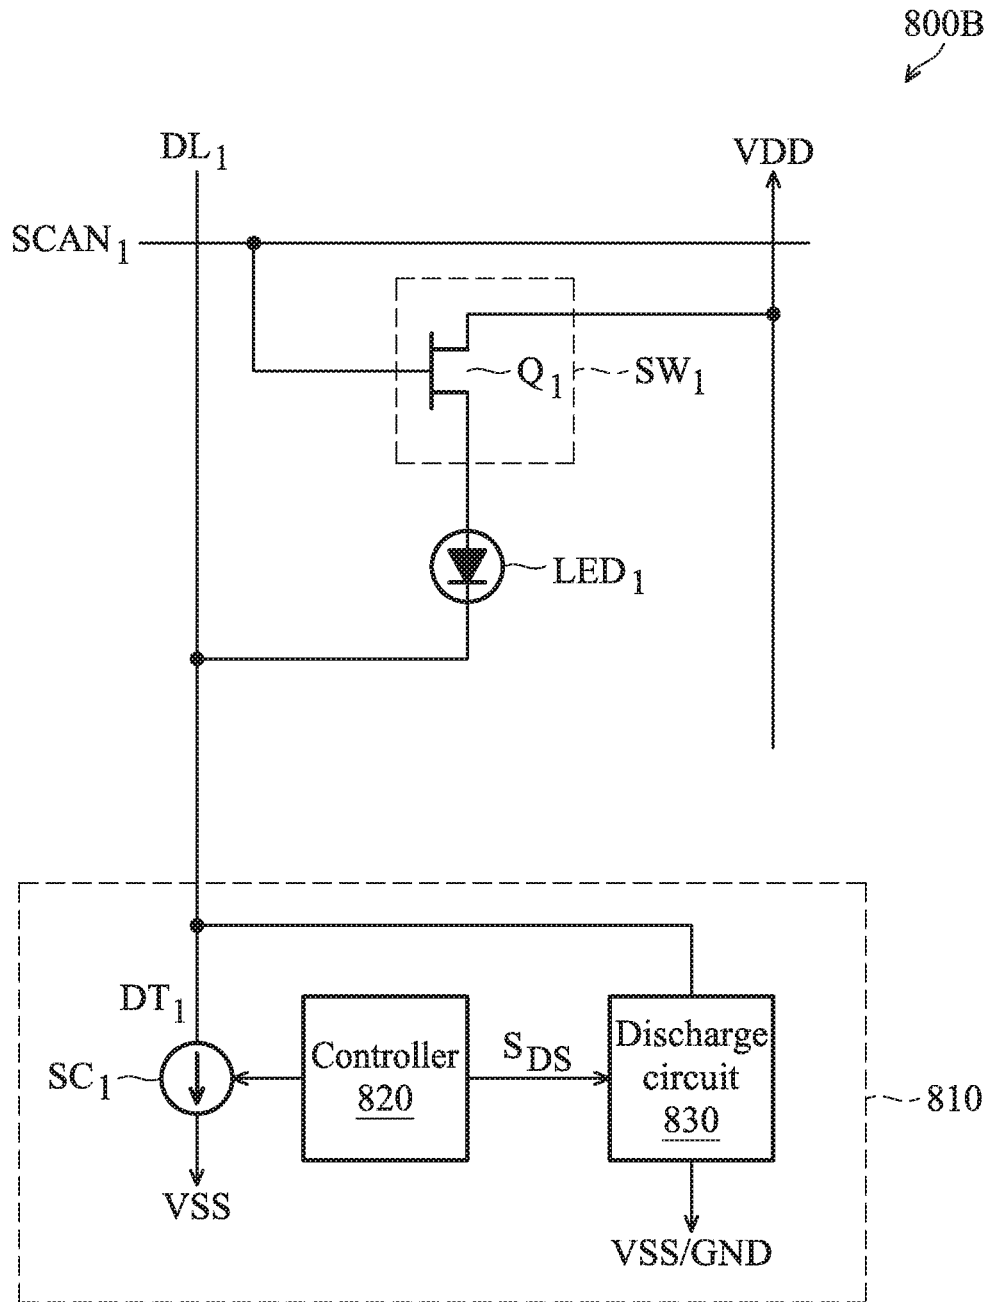 800B
DL1
VDD
SCAN1
Q1
SW1
LED1
DT1
SC1
Controller
820
SDS
Discharge
circuit
830
810
VSS
VSS/GND